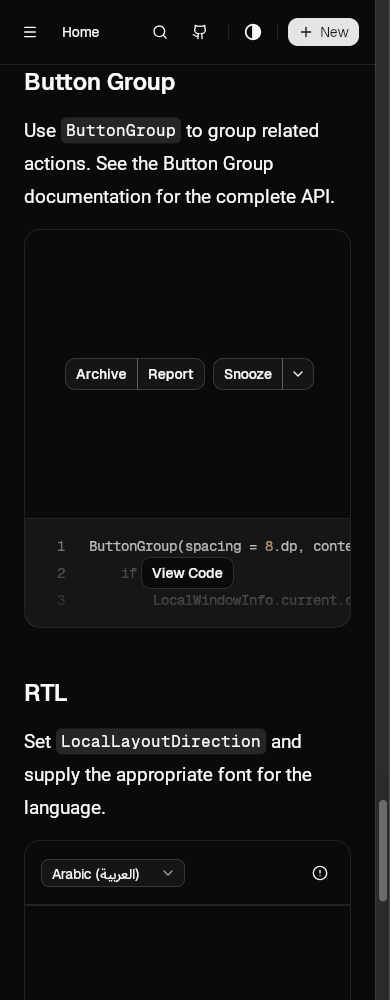 Home
New
Button Group
Use ButtonGroup to group related
actions. See the Button Group
documentation for the complete API.
Archive Report Snooze
1 ButtonGroup(spacing = 8.dp, conte
2 if
View Code
3 LocalWindowInfo.current.c
RTL
Set LocalLayoutDirection and
supply the appropriate font for the
language.
Arabic (العربية)